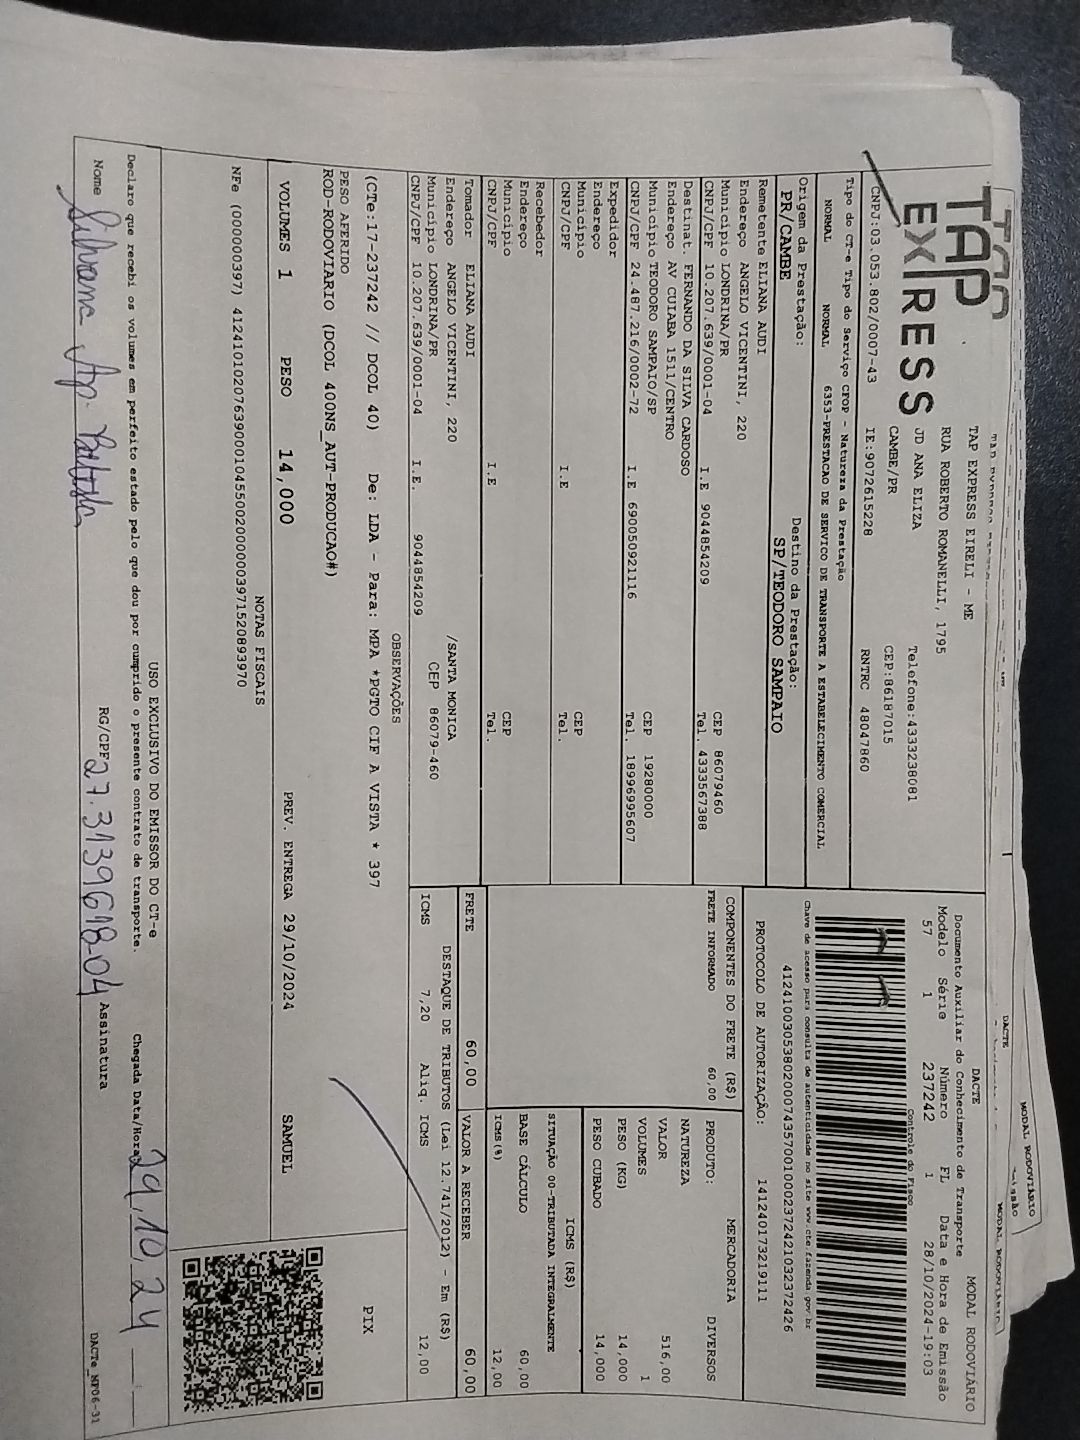 TAP
EXPRESS
TAP EXPRESS EIRELI - ME
RUA ROBERTO ROMANELLI, 1795
Telefone:4333238081
JD ANA ELIZA
CEP:86187015
CAMBE/PR
CNPJ:03.053.802/0007-43 IE:9072615228 RNTRC 48047860
MODAL RODOVIÁRIO
DACTE
Documento Auxiliar do Conhecimento de Transporte
Modelo Série Número FL Data e Hora de Emissão
57 1 237242 1 28/10/2024-19:03
Controle do Fisco
Tipo do CT-e Tipo do Serviço CFOP - Natureza da Prestação
NORMAL NORMAL 6353-PRESTACAO DE SERVICO DE TRANSPORTE A ESTABELECIMENTO COMERCIAL
Chave de acesso para consulta de autenticidade no site www.cte.fazenda.gov.br
41241003053802000743570010002372421032372426
PROTOCOLO DE AUTORIZAÇÃO: 141240173219111
Origem da Prestação: Destino da Prestação:
PR/CAMBE SP/TEODORO SAMPAIO
Remetente ELIANA AUDI
Endereço ANGELO VICENTINI, 220
Município LONDRINA/PR CEP 86079460
CNPJ/CPF 10.207.639/0001-04 I.E 9044854209 Tel. 4333567388
Destinat. FERNANDO DA SILVA CARDOSO
Endereço AV CUIABA 1511/CENTRO
Município TEODORO SAMPAIO/SP CEP 19280000
CNPJ/CPF 24.487.216/0002-72 I.E 690050921116 Tel. 18996995607
Expedidor
Endereço
Município CEP
CNPJ/CPF I.E Tel.
Recebedor
Endereço
Município CEP
CNPJ/CPF I.E Tel.
Tomador ELIANA AUDI
Endereço ANGELO VICENTINI, 220 /SANTA MONICA
Município LONDRINA/PR CEP 86079-460
CNPJ/CPF 10.207.639/0001-04 I.E. 9044854209
COMPONENTES DO FRETE (R$)
FRETE INFORMADO 60,00
MERCADORIA
PRODUTO: DIVERSOS
NATUREZA
VALOR 516,00
VOLUMES 1
PESO (KG) 14,000
PESO CUBADO 14,000
ICMS (R$)
SITUAÇÃO 00-TRIBUTADA INTEGRALMENTE
BASE CÁLCULO 60,00
ICMS(%) 12,00
FRETE 60,00 VALOR A RECEBER 60,00
DESTAQUE DE TRIBUTOS (Lei 12.741/2012) - Em (R$)
ICMS 7,20 Aliq. ICMS 12,00
OBSERVAÇÕES
(CTe:17-237242 // DCOL 40) De: LDA - Para: MPA *PGTO CIF A VISTA * 397
PESO AFERIDO
ROD-RODOVIARIO (DCOL 400NS_AUT-PRODUCAO#)
PIX
VOLUMES 1 PESO 14,000 PREV. ENTREGA 29/10/2024 SAMUEL
NOTAS FISCAIS
NFe (000000397) 41241010207639000104550020000003971520893970
USO EXCLUSIVO DO EMISSOR DO CT-e
Declaro que recebi os volumes em perfeito estado pelo que dou por cumprido o presente contrato de transporte. Chegada Data/Hora 29,10,24
Nome Silvana Ap. RG/CPF 27.3139618-04 Assinatura
DACTe_MP06-31